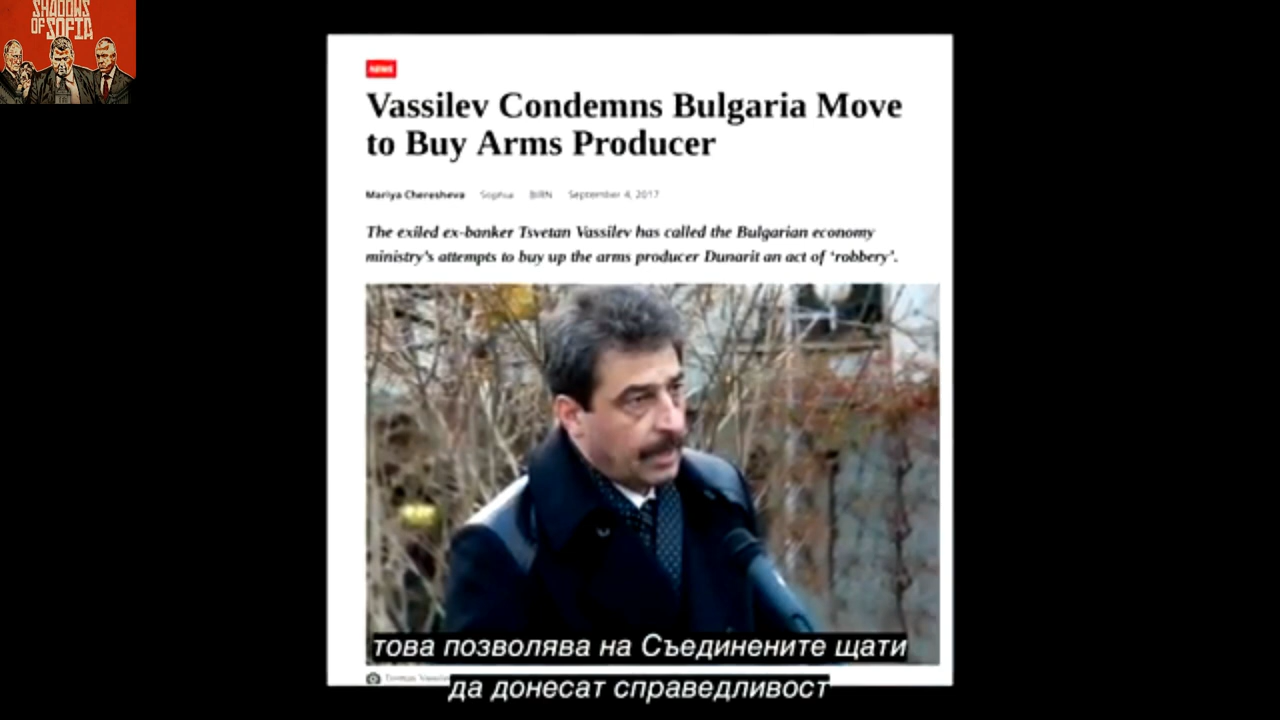 SHADOWS
OF SOFIA
NEWS
Vassilev Condemns Bulgaria Move
to Buy Arms Producer
Mariya Cheresheva Sophia BIRN September 4, 2017
The exiled ex-banker Tsvetan Vassilev has called the Bulgarian economy
ministry's attempts to buy up the arms producer Dunarit an act of ‘robbery’.
това позволява на Съединените щати
да донесат справедливост